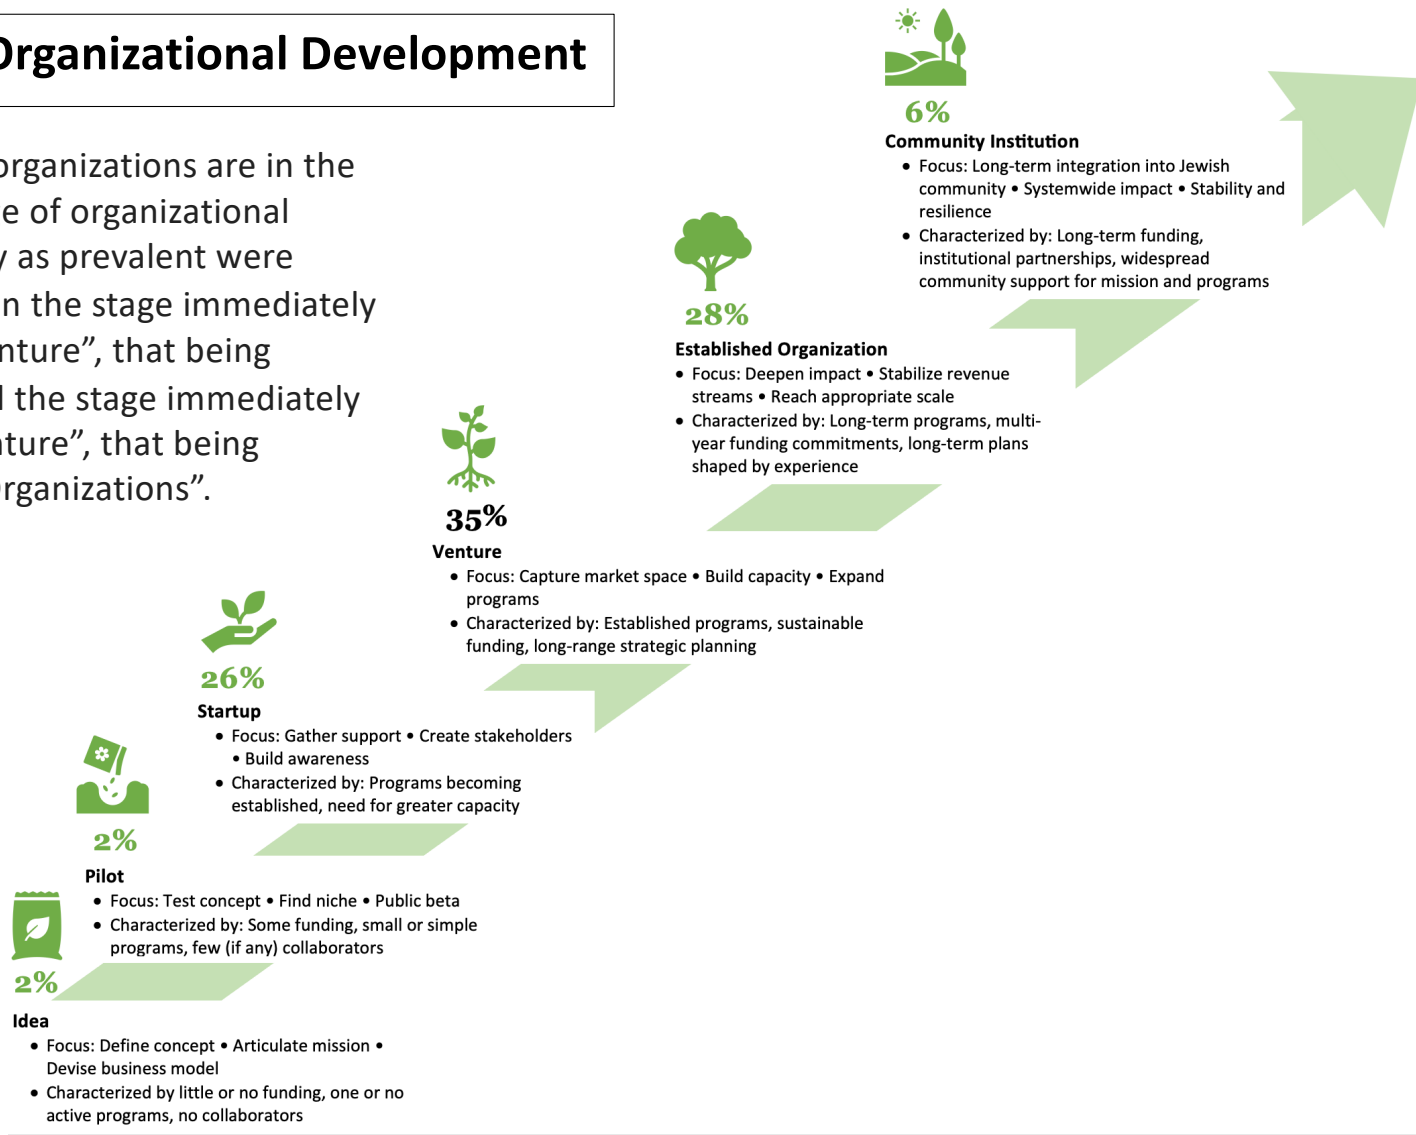 Organizational Development
organizations are in the
e of organizational
y as prevalent were
n the stage immediately
nture”, that being
l the stage immediately
nture”, that being
rganizations”.
6%
Community Institution
• Focus: Long-term integration into Jewish
community • Systemwide impact • Stability and
resilience
• Characterized by: Long-term funding,
institutional partnerships, widespread
community support for mission and programs
28%
Established Organization
• Focus: Deepen impact • Stabilize revenue
streams • Reach appropriate scale
• Characterized by: Long-term programs, multi-
year funding commitments, long-term plans
shaped by experience
35%
Venture
• Focus: Capture market space • Build capacity • Expand
programs
• Characterized by: Established programs, sustainable
funding, long-range strategic planning
26%
Startup
• Focus: Gather support • Create stakeholders
• Build awareness
• Characterized by: Programs becoming
established, need for greater capacity
2%
Pilot
• Focus: Test concept • Find niche • Public beta
• Characterized by: Some funding, small or simple
programs, few (if any) collaborators
2%
Idea
• Focus: Define concept • Articulate mission •
Devise business model
• Characterized by little or no funding, one or no
active programs, no collaborators